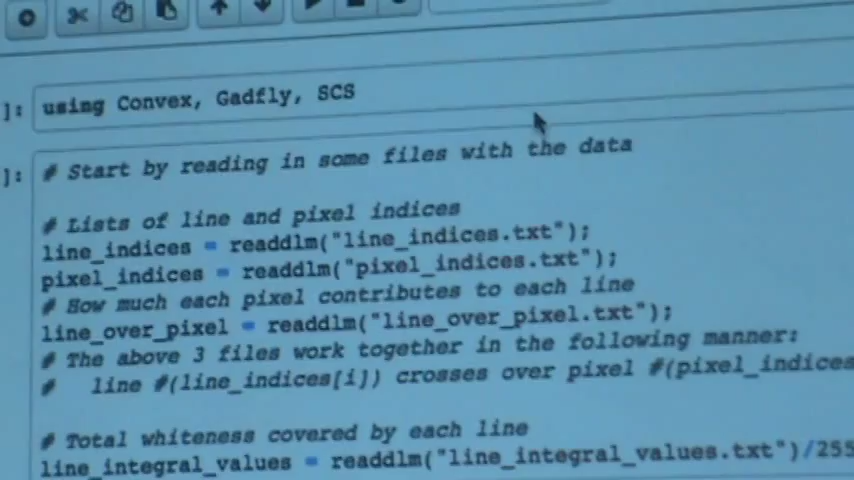 ]: using Convex, Gadfly, SCS
]: # Start by reading in some files with the data
# Lists of line and pixel indices
line_indices = readdlm("line_indices.txt");
pixel_indices = readdlm("pixel_indices.txt");
# How much each pixel contributes to each line
line_over_pixel = readdlm("line_over_pixel.txt");
# The above 3 files work together in the following manner:
#   line #(line_indices[i]) crosses over pixel #(pixel_indices
# Total whiteness covered by each line
line_integral_values = readdlm("line_integral_values.txt")/255